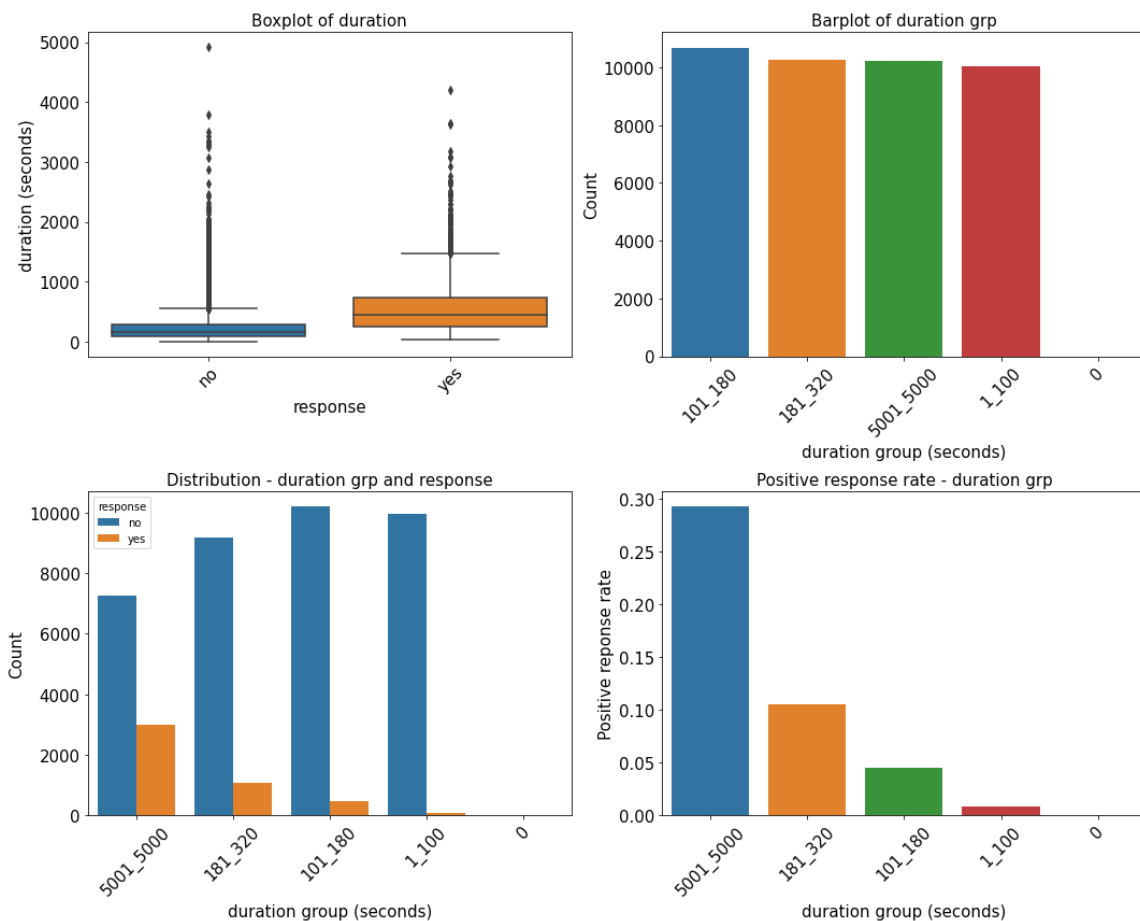 Boxplot of duration
5000
4000
3000
2000
1000
0
duration (seconds)
no
yes
response
Barplot of duration grp
10000
8000
6000
4000
2000
0
Count
101_180
181_320
5001_5000
1_100
0
duration group (seconds)
Distribution - duration grp and response
response
no
yes
10000
8000
6000
4000
2000
0
Count
5001_5000
181_320
101_180
1_100
0
duration group (seconds)
Positive response rate - duration grp
0.30
0.25
0.20
0.15
0.10
0.05
0.00
Positive reponse rate
5001_5000
181_320
101_180
1_100
0
duration group (seconds)